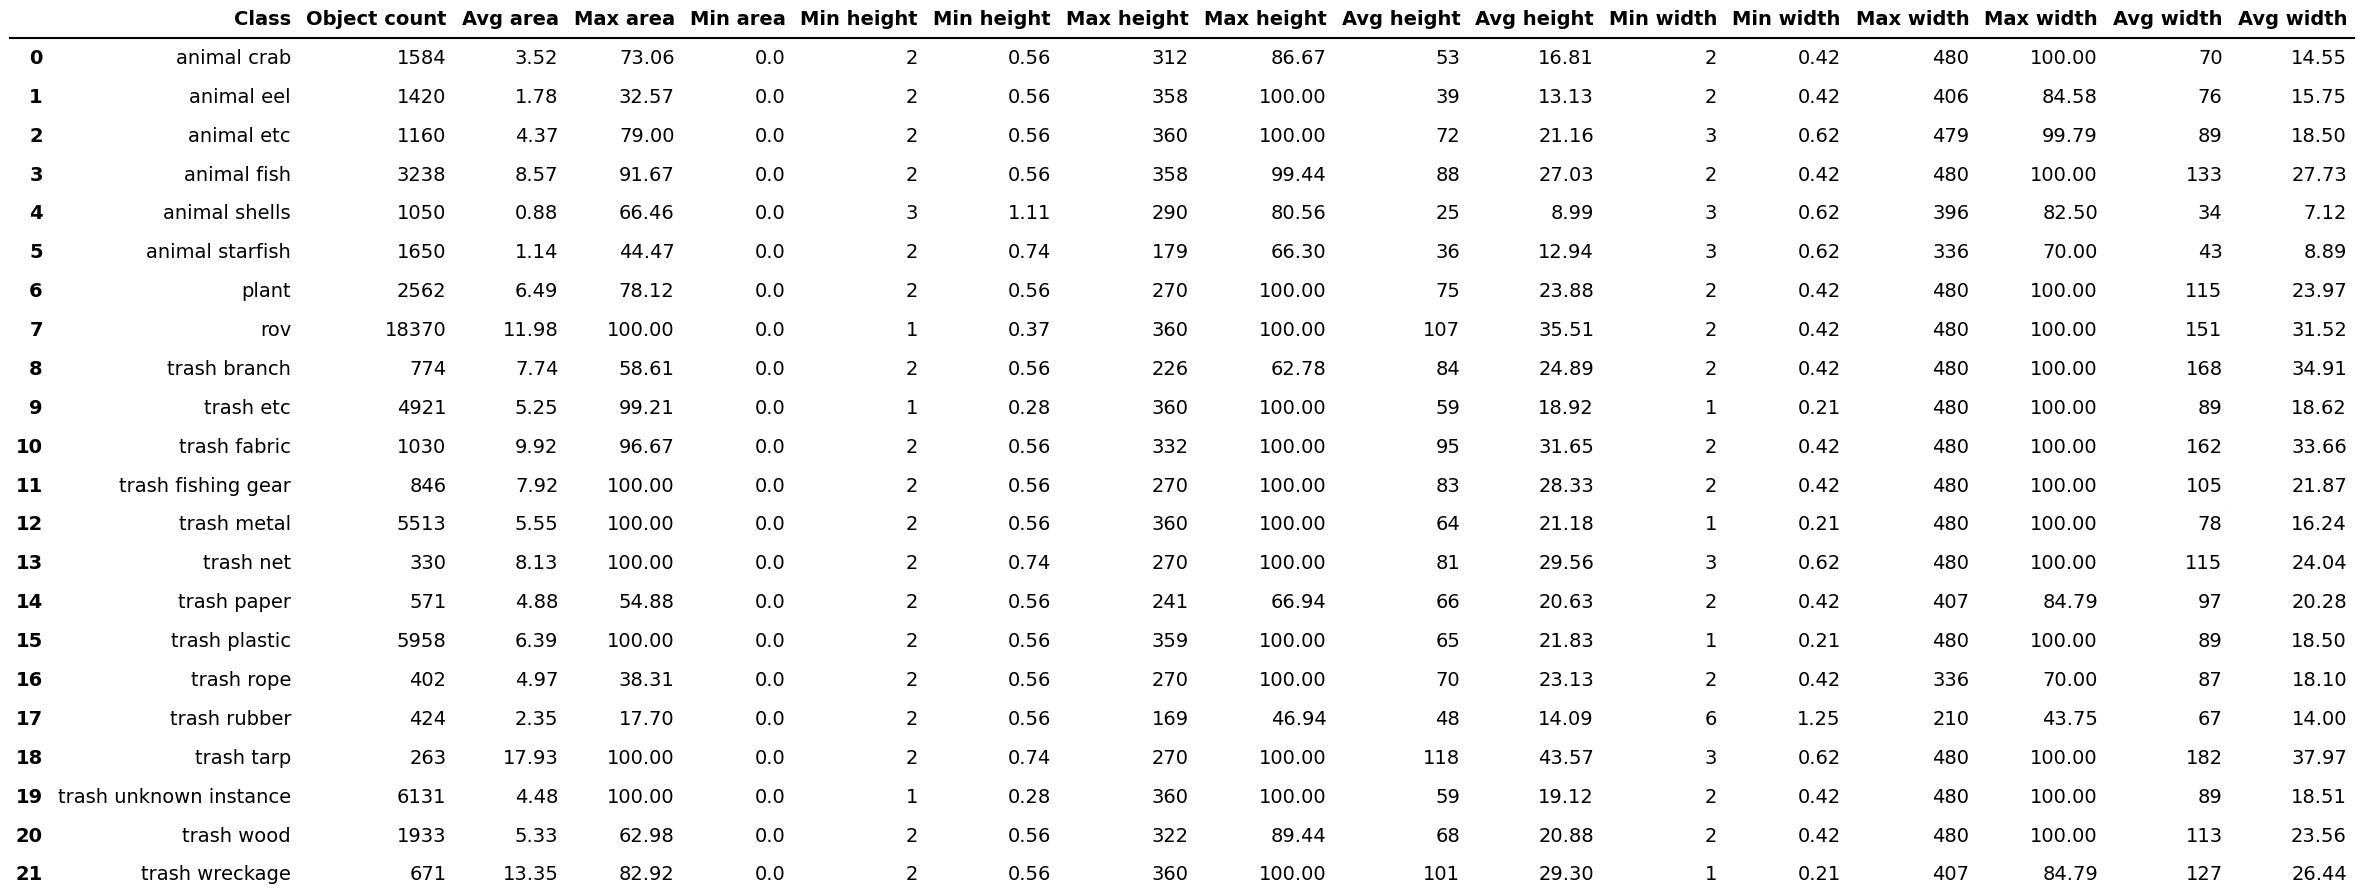 Class Object count Avg area Max area Min area Min height Min height Max height Max height Avg height Avg height Min width Min width Max width Max width Avg width Avg width
0 animal crab 1584 3.52 73.06 0.0 2 0.56 312 86.67 53 16.81 2 0.42 480 100.00 70 14.55
1 animal eel 1420 1.78 32.57 0.0 2 0.56 358 100.00 39 13.13 2 0.42 406 84.58 76 15.75
2 animal etc 1160 4.37 79.00 0.0 2 0.56 360 100.00 72 21.16 3 0.62 479 99.79 89 18.50
3 animal fish 3238 8.57 91.67 0.0 2 0.56 358 99.44 88 27.03 2 0.42 480 100.00 133 27.73
4 animal shells 1050 0.88 66.46 0.0 3 1.11 290 80.56 25 8.99 3 0.62 396 82.50 34 7.12
5 animal starfish 1650 1.14 44.47 0.0 2 0.74 179 66.30 36 12.94 3 0.62 336 70.00 43 8.89
6 plant 2562 6.49 78.12 0.0 2 0.56 270 100.00 75 23.88 2 0.42 480 100.00 115 23.97
7 rov 18370 11.98 100.00 0.0 1 0.37 360 100.00 107 35.51 2 0.42 480 100.00 151 31.52
8 trash branch 774 7.74 58.61 0.0 2 0.56 226 62.78 84 24.89 2 0.42 480 100.00 168 34.91
9 trash etc 4921 5.25 99.21 0.0 1 0.28 360 100.00 59 18.92 1 0.21 480 100.00 89 18.62
10 trash fabric 1030 9.92 96.67 0.0 2 0.56 332 100.00 95 31.65 2 0.42 480 100.00 162 33.66
11 trash fishing gear 846 7.92 100.00 0.0 2 0.56 270 100.00 83 28.33 2 0.42 480 100.00 105 21.87
12 trash metal 5513 5.55 100.00 0.0 2 0.56 360 100.00 64 21.18 1 0.21 480 100.00 78 16.24
13 trash net 330 8.13 100.00 0.0 2 0.74 270 100.00 81 29.56 3 0.62 480 100.00 115 24.04
14 trash paper 571 4.88 54.88 0.0 2 0.56 241 66.94 66 20.63 2 0.42 407 84.79 97 20.28
15 trash plastic 5958 6.39 100.00 0.0 2 0.56 359 100.00 65 21.83 1 0.21 480 100.00 89 18.50
16 trash rope 402 4.97 38.31 0.0 2 0.56 270 100.00 70 23.13 2 0.42 336 70.00 87 18.10
17 trash rubber 424 2.35 17.70 0.0 2 0.56 169 46.94 48 14.09 6 1.25 210 43.75 67 14.00
18 trash tarp 263 17.93 100.00 0.0 2 0.74 270 100.00 118 43.57 3 0.62 480 100.00 182 37.97
19 trash unknown instance 6131 4.48 100.00 0.0 1 0.28 360 100.00 59 19.12 2 0.42 480 100.00 89 18.51
20 trash wood 1933 5.33 62.98 0.0 2 0.56 322 89.44 68 20.88 2 0.42 480 100.00 113 23.56
21 trash wreckage 671 13.35 82.92 0.0 2 0.56 360 100.00 101 29.30 1 0.21 407 84.79 127 26.44